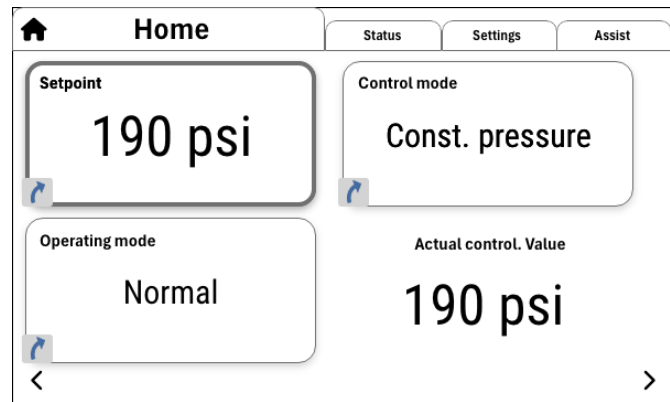 Home
Status
Settings
Assist
Setpoint
190 psi
Control mode
Const. pressure
Operating mode
Normal
Actual control. Value
190 psi